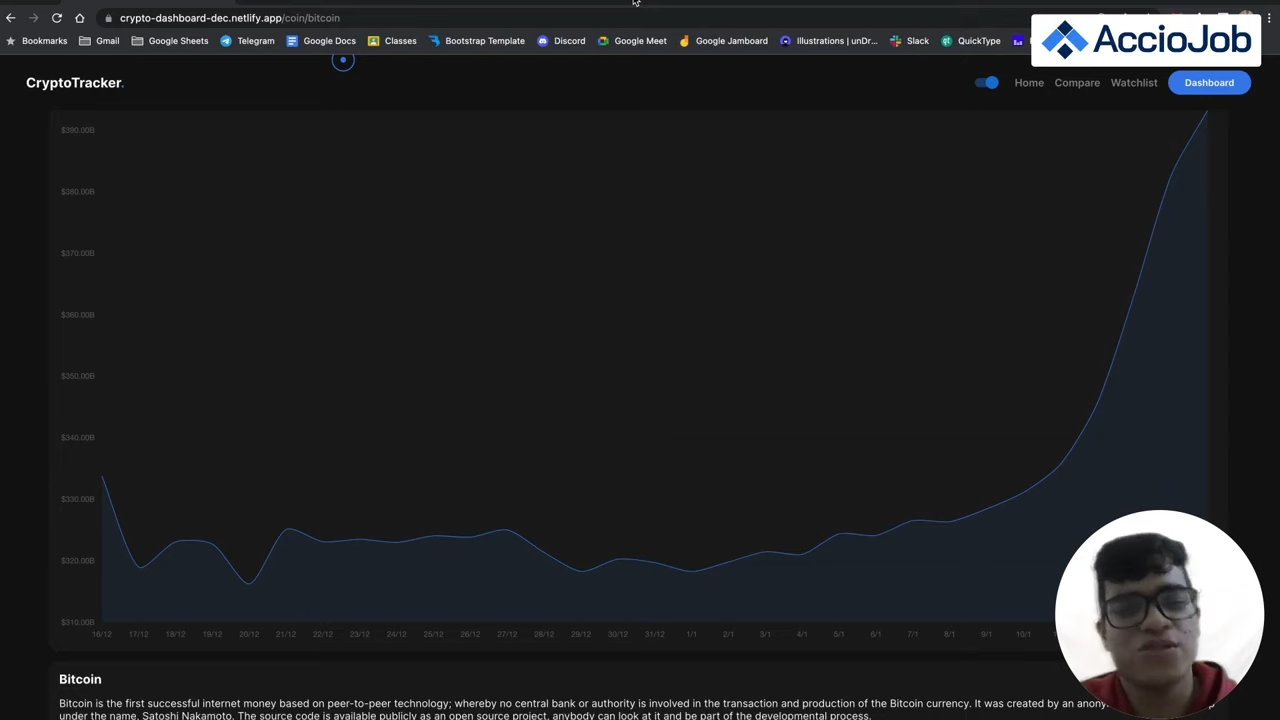 crypto-dashboard-dec.netlify.app/coin/bitcoin
Bookmarks Gmail Google Sheets Telegram Google Docs Classes Bootstrap Template Discord Google Meet Google Jamboard Illustrations | unDr... Slack QuickType
AccioJob
CryptoTracker.
Home Compare Watchlist Dashboard
$390.00B
$380.00B
$370.00B
$360.00B
$350.00B
$340.00B
$330.00B
$320.00B
$310.00B
16/12 17/12 18/12 19/12 20/12 21/12 22/12 23/12 24/12 25/12 26/12 27/12 28/12 29/12 30/12 31/12 1/1 2/1 3/1 4/1 5/1 6/1 7/1 8/1 9/1 10/1
Bitcoin
Bitcoin is the first successful internet money based on peer-to-peer technology; whereby no central bank or authority is involved in the transaction and production of the Bitcoin currency. It was created by an
under the name, Satoshi Nakamoto. The source code is available publicly as an open source project, anybody can look at it and be part of the developmental process.